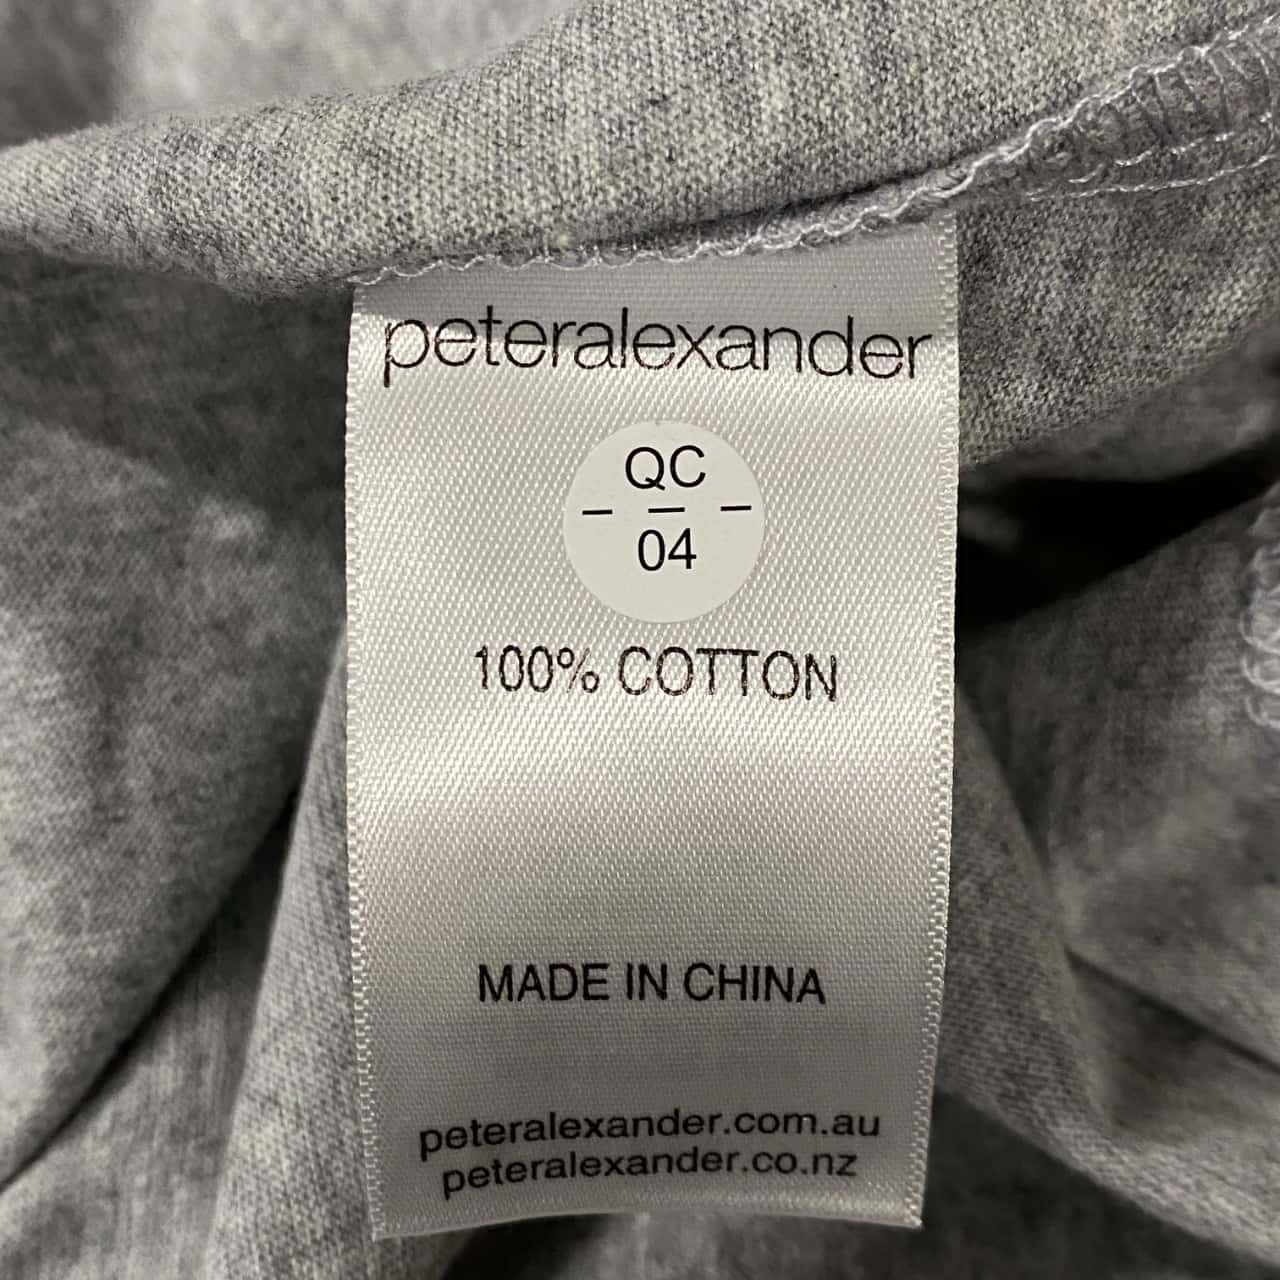 peteralexander
QC
- - -
04
100% COTTON
MADE IN CHINA
peteralexander.com.au
peteralexander.co.nz